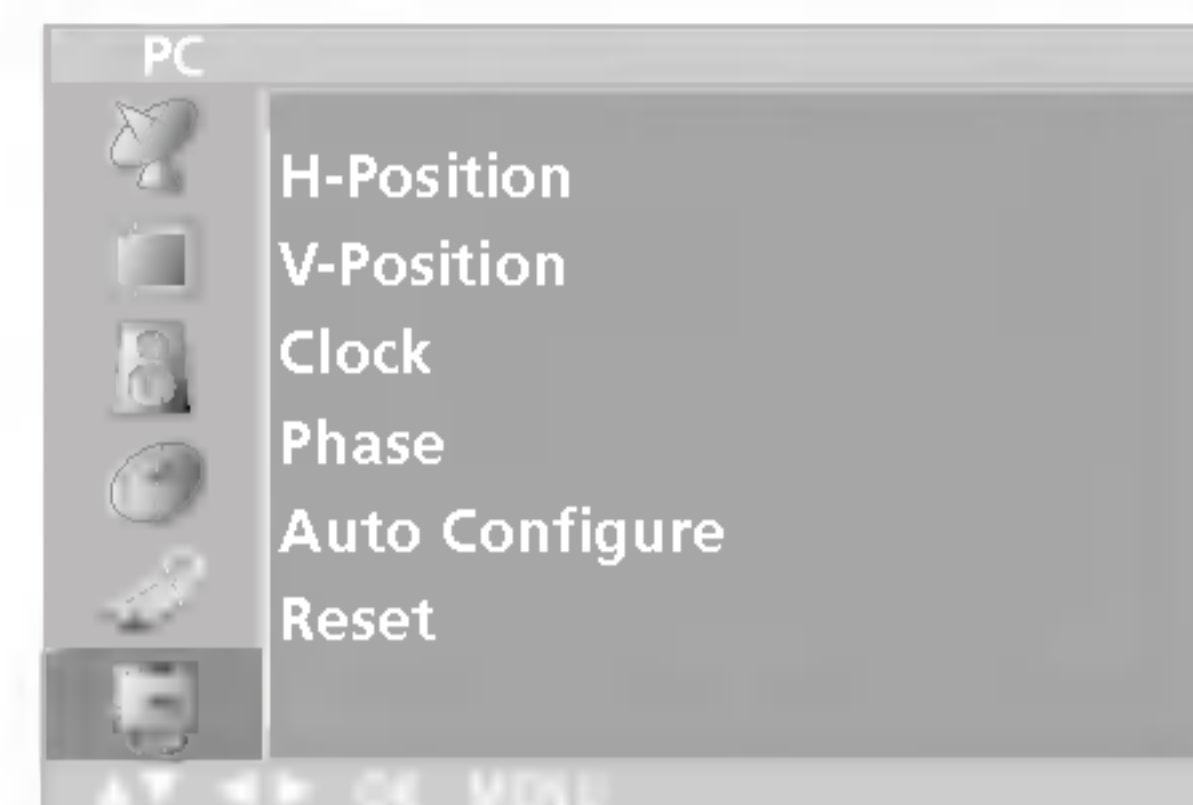 PC
H-Position
V-Position
Clock
Phase
Auto Configure
Reset
▲▼ ◀ ▶ OK MENU